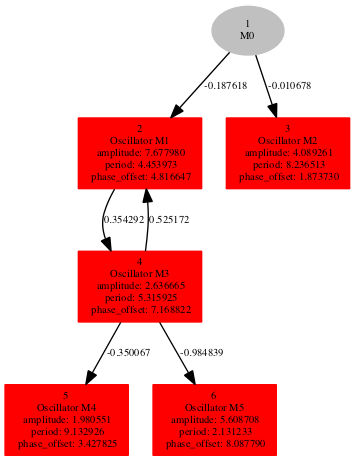 1
M0
-0.187618
-0.010678
2
Oscillator M1
amplitude: 7.677980
period: 4.453973
phase_offset: 4.816647
3
Oscillator M2
amplitude: 4.089261
period: 8.236513
phase_offset: 1.873730
0.354292
0.525172
4
Oscillator M3
amplitude: 2.636665
period: 5.315925
phase_offset: 7.168822
-0.350067
-0.984839
5
Oscillator M4
amplitude: 1.980551
period: 9.132926
phase_offset: 3.427825
6
Oscillator M5
amplitude: 5.608708
period: 2.131233
phase_offset: 8.087790